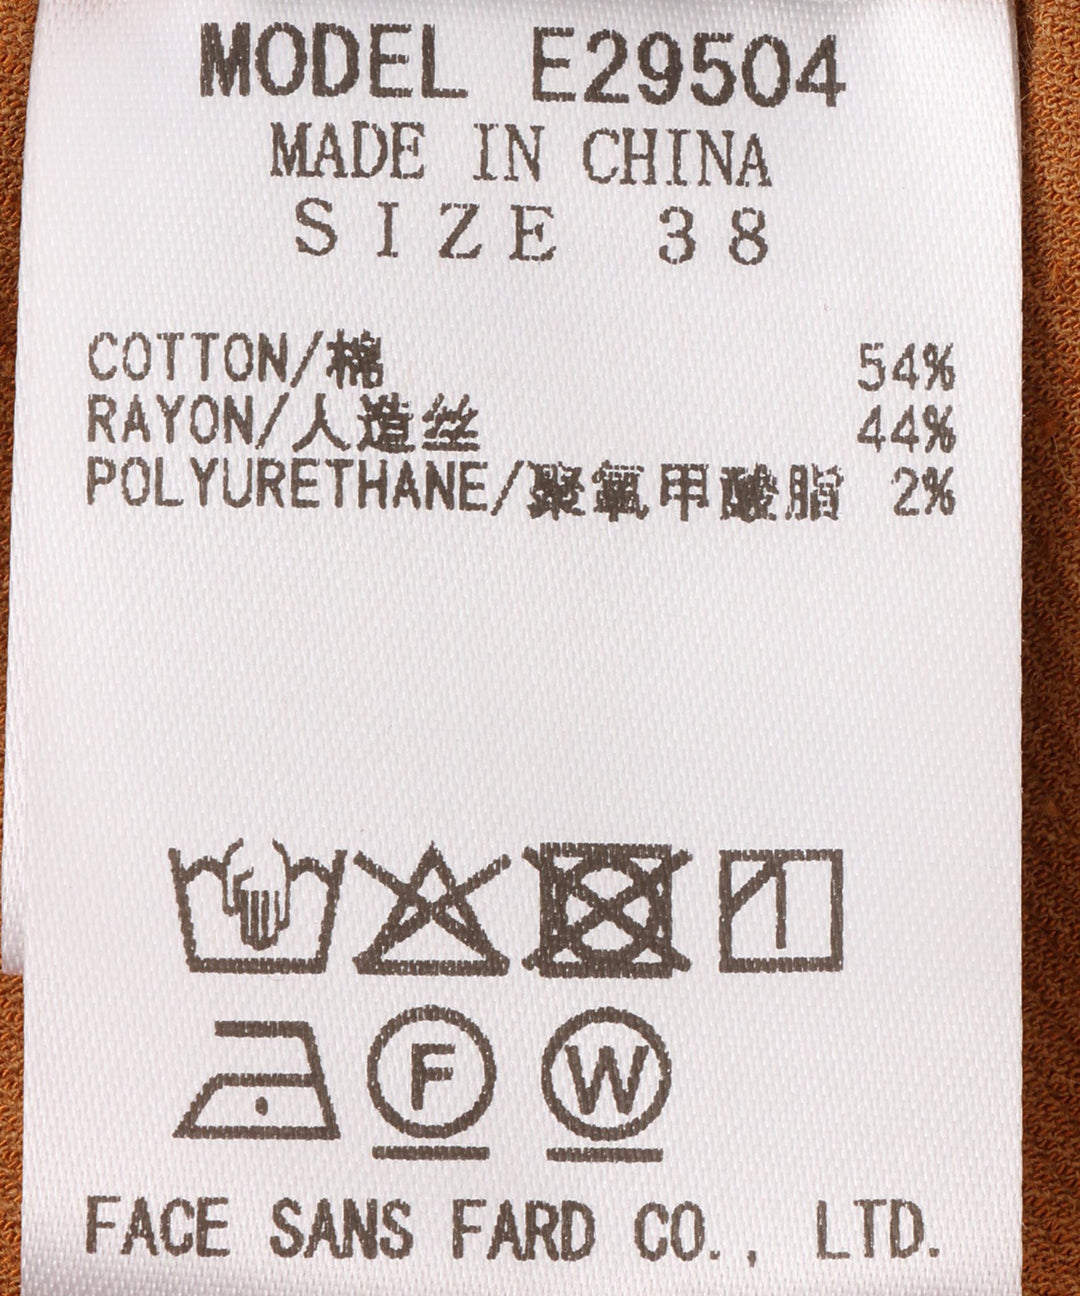 MODEL E29504
MADE IN CHINA
SIZE 38
COTTON/棉 54%
RAYON/人造丝 44%
POLYURETHANE/聚氧甲酸脂 2%
F W
FACE SANS FARD CO., LTD.